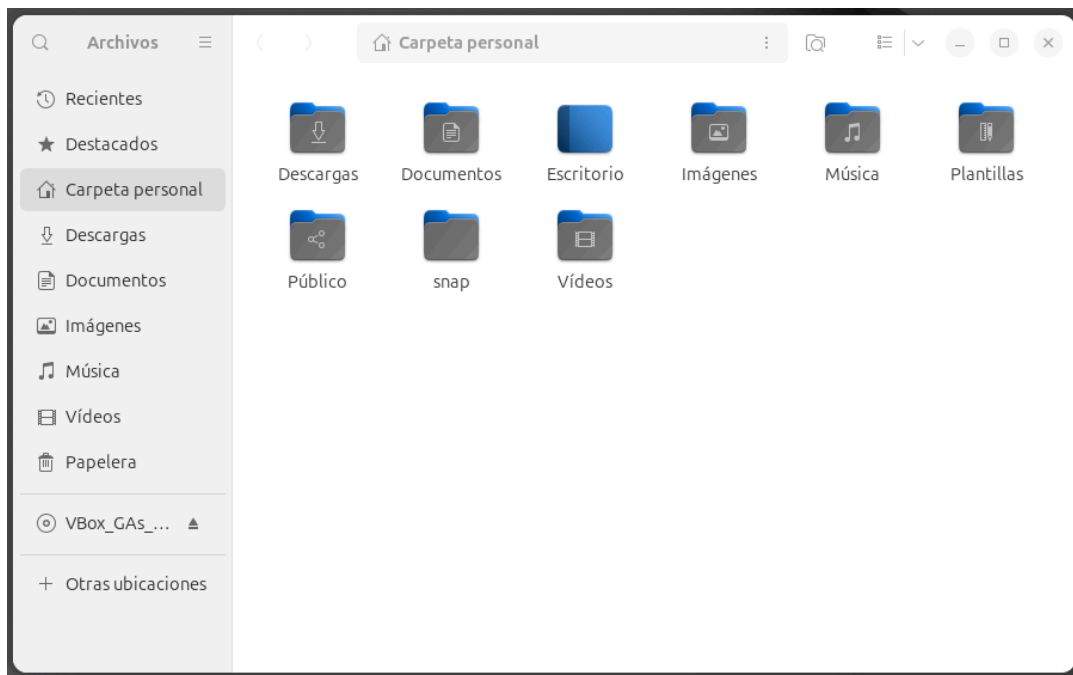 Archivos
Carpeta personal
Recientes
Destacados
Carpeta personal
Descargas
Documentos
Imágenes
Música
Vídeos
Papelera
VBox_GAs_...
Otras ubicaciones
Descargas
Documentos
Escritorio
Imágenes
Música
Plantillas
Público
snap
Vídeos